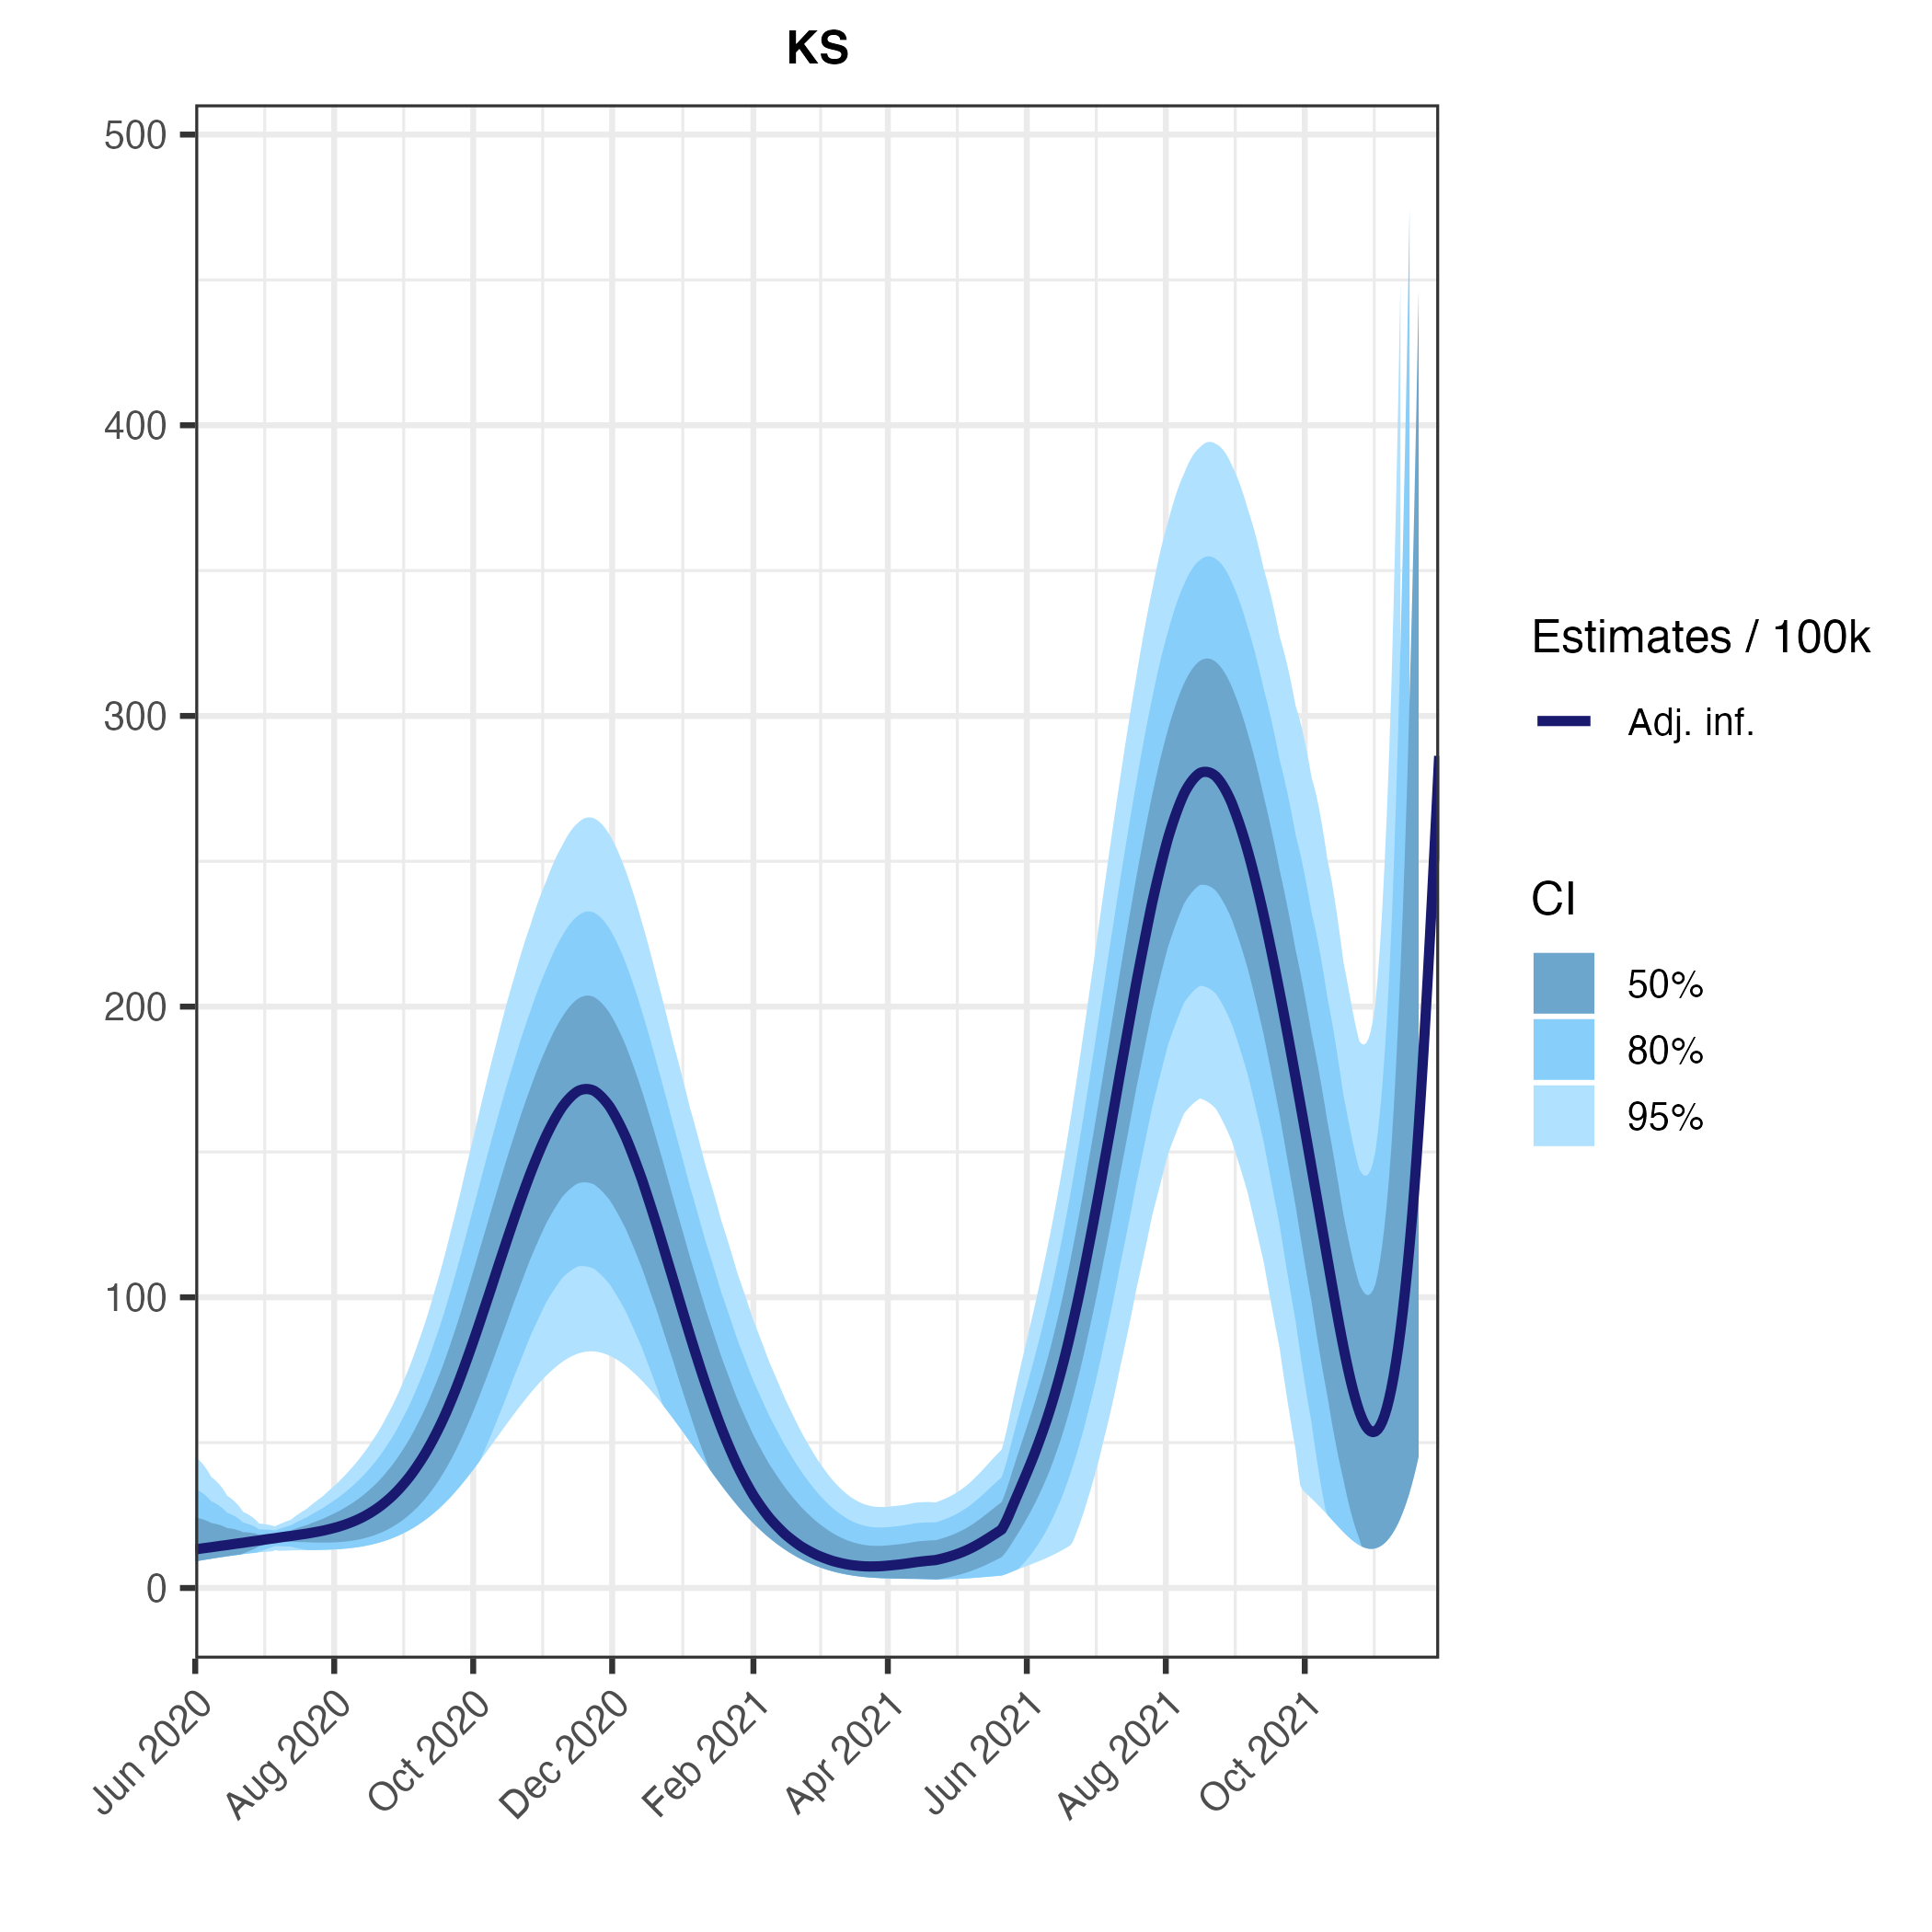 KS
500
400
300
200
100
0
Jun 2020
Aug 2020
Oct 2020
Dec 2020
Feb 2021
Apr 2021
Jun 2021
Aug 2021
Oct 2021
Estimates / 100k
Adj. inf.
CI
50%
80%
95%